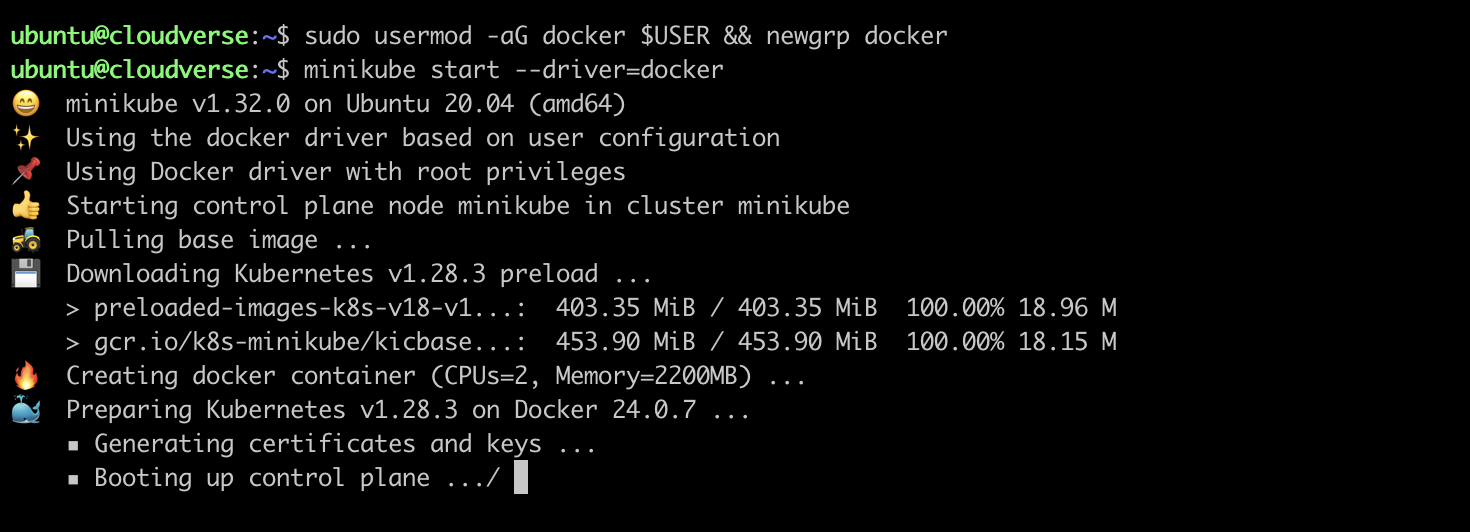 ubuntu@cloudverse:~$ sudo usermod -aG docker $USER && newgrp docker
ubuntu@cloudverse:~$ minikube start --driver=docker
😄  minikube v1.32.0 on Ubuntu 20.04 (amd64)
✨  Using the docker driver based on user configuration
📌  Using Docker driver with root privileges
👍  Starting control plane node minikube in cluster minikube
🚜  Pulling base image ...
💾  Downloading Kubernetes v1.28.3 preload ...
    > preloaded-images-k8s-v18-v1...:  403.35 MiB / 403.35 MiB  100.00% 18.96 M
    > gcr.io/k8s-minikube/kicbase...:  453.90 MiB / 453.90 MiB  100.00% 18.15 M
🔥  Creating docker container (CPUs=2, Memory=2200MB) ...
🐳  Preparing Kubernetes v1.28.3 on Docker 24.0.7 ...
    ▪ Generating certificates and keys ...
    ▪ Booting up control plane .../